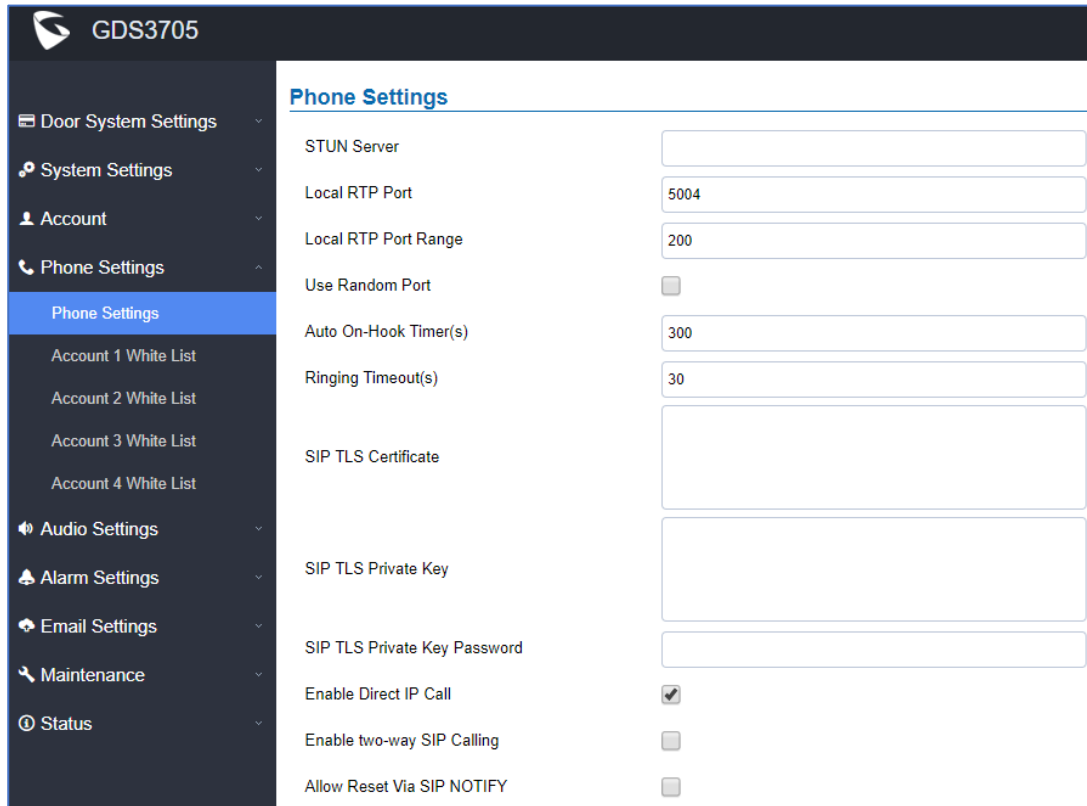 GDS3705
Door System Settings
System Settings
Account
Phone Settings
Phone Settings
Account 1 White List
Account 2 White List
Account 3 White List
Account 4 White List
Audio Settings
Alarm Settings
Email Settings
Maintenance
Status
Phone Settings
STUN Server
Local RTP Port 5004
Local RTP Port Range 200
Use Random Port
Auto On-Hook Timer(s) 300
Ringing Timeout(s) 30
SIP TLS Certificate
SIP TLS Private Key
SIP TLS Private Key Password
Enable Direct IP Call
Enable two-way SIP Calling
Allow Reset Via SIP NOTIFY